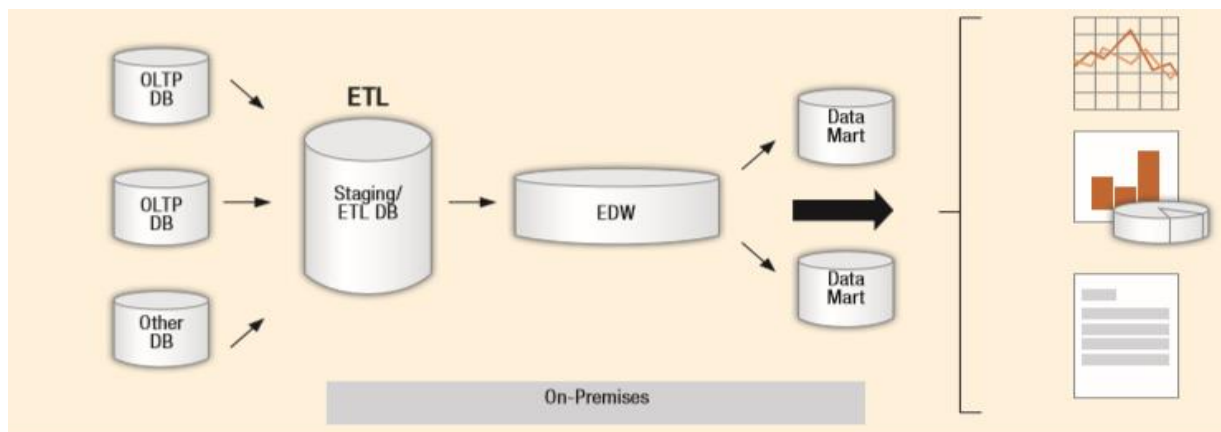 OLTP
DB
OLTP
DB
Other
DB
ETL
Staging/
ETL DB
EDW
Data
Mart
Data
Mart
On-Premises